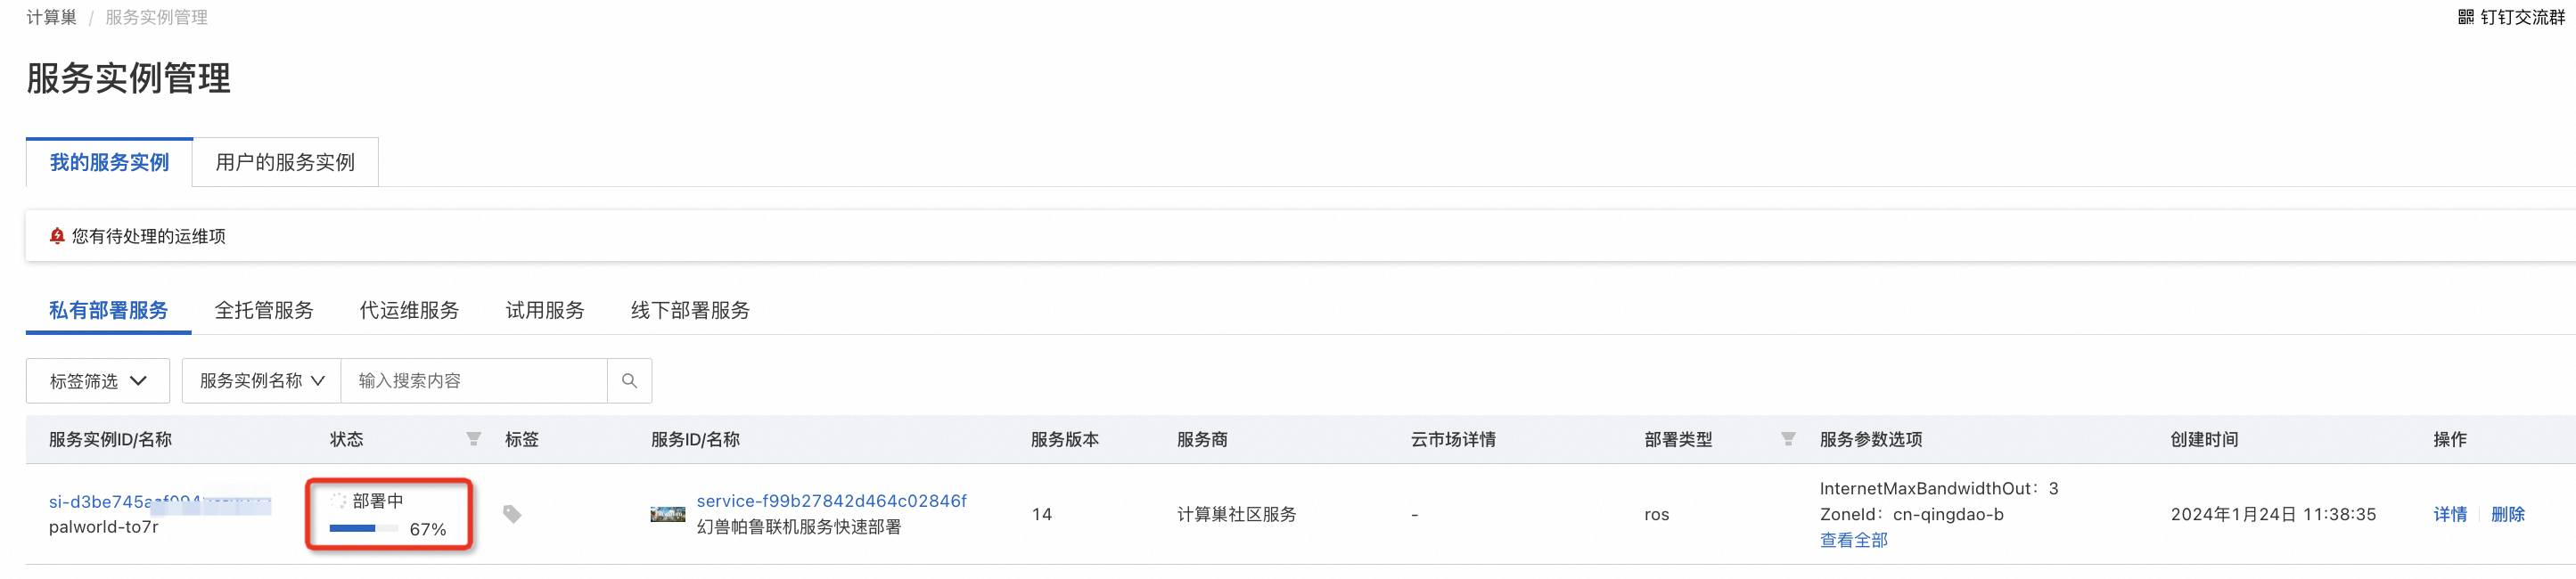 计算巢 / 服务实例管理
钉钉交流群
服务实例管理
我的服务实例 用户的服务实例
您有待处理的运维项
私有部署服务 全托管服务 代运维服务 试用服务 线下部署服务
标签筛选 服务实例名称 输入搜索内容
服务实例ID/名称 状态 标签 服务ID/名称 服务版本 服务商 云市场详情 部署类型 服务参数选项 创建时间 操作
si-d3be745a
palworld-to7r
部署中
67%
service-f99b27842d464c02846f
幻兽帕鲁联机服务快速部署
14
计算巢社区服务
-
ros
InternetMaxBandwidthOut：3
ZoneId：cn-qingdao-b
查看全部
2024年1月24日 11:38:35
详情 删除